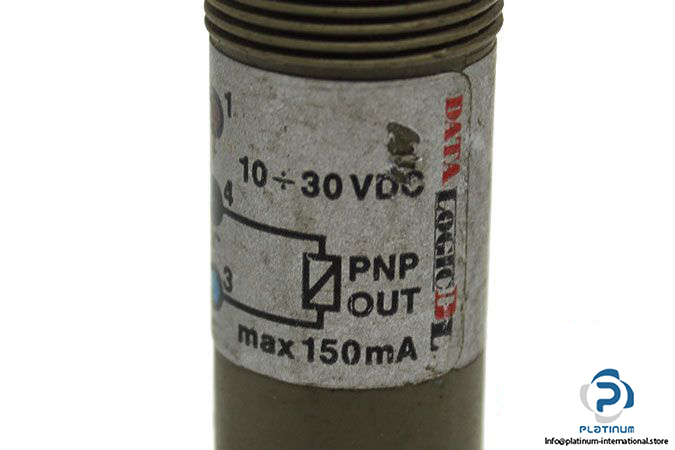 1
10÷30 VDC
4
PNP
OUT
3
max 150mA
DATA LOGIC
PLATINUM
Info@platinum-international.store